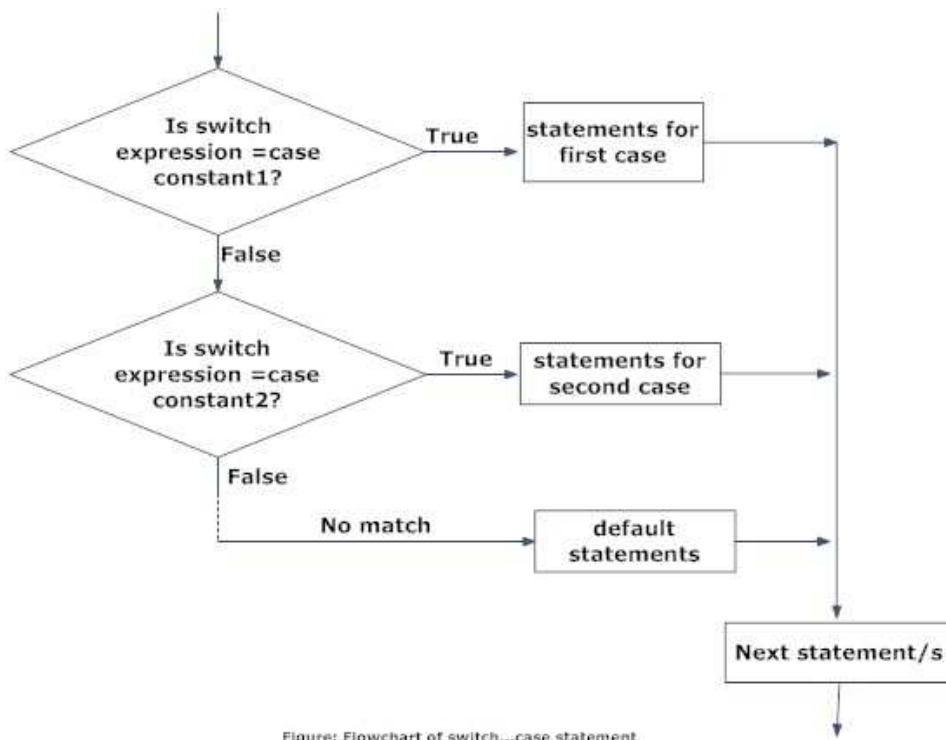 Is switch
expression =case
constant1?
True
statements for
first case
False
Is switch
expression =case
constant2?
True
statements for
second case
False
No match
default
statements
Next statement/s
Figure: Flowchart of switch...case statement